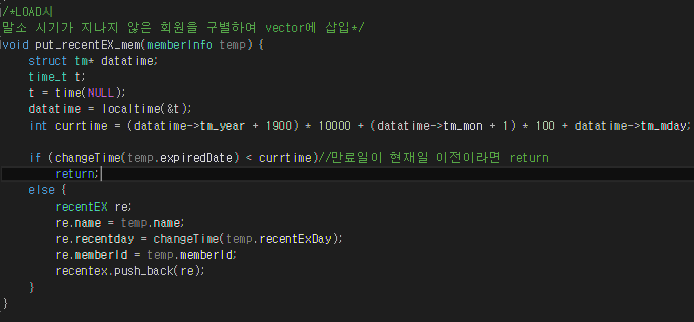 /*LOAD시
말소 시기가 지나지 않은 회원을 구별하여 vector에 삽입*/
void put_recentEX_mem(memberInfo temp) {
struct tm* datatime;
time_t t;
t = time(NULL);
datatime = localtime(&t);
int currtime = (datatime->tm_year + 1900) * 10000 + (datatime->tm_mon + 1) * 100 + datatime->tm_mday;
if (changeTime(temp.expiredDate) < currtime)//만료일이 현재일 이전이라면 return
return;
else {
recentEX re;
re.name = temp.name;
re.recentday = changeTime(temp.recentExDay);
re.memberId = temp.memberId;
recentex.push_back(re);
}
}